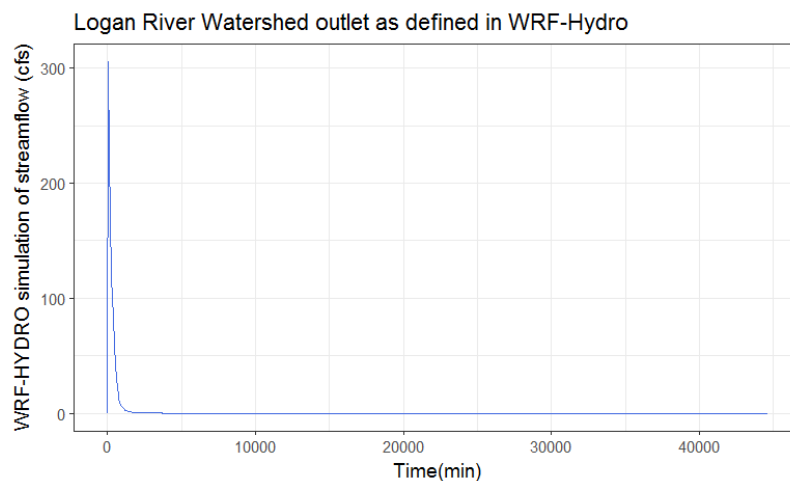 Logan River Watershed outlet as defined in WRF-Hydro
WRF-HYDRO simulation of streamflow (cfs)
300
200
100
0
0 10000 20000 30000 40000
Time(min)